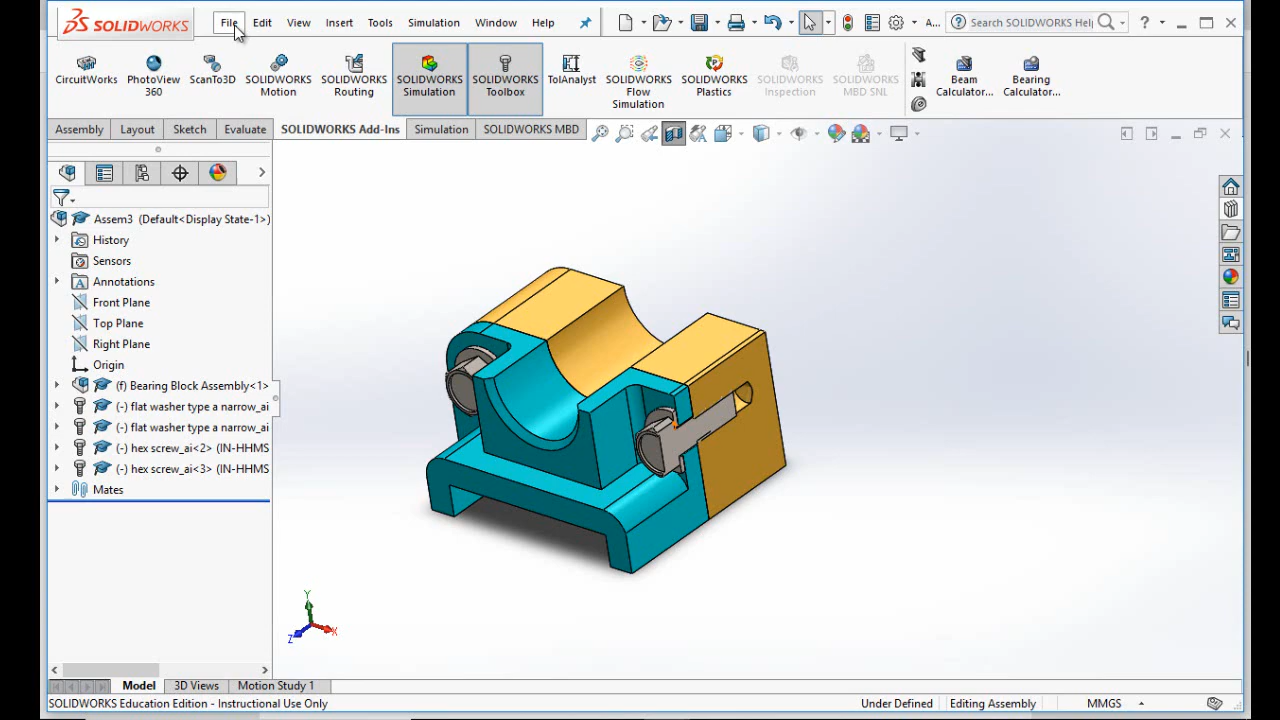 SOLIDWORKS File Edit View Insert Tools Simulation Window Help A... Search SOLIDWORKS Help
CircuitWorks PhotoView 360 ScanTo3D SOLIDWORKS Motion SOLIDWORKS Routing SOLIDWORKS Simulation SOLIDWORKS Toolbox TolAnalyst SOLIDWORKS Flow Simulation SOLIDWORKS Plastics SOLIDWORKS Inspection SOLIDWORKS MBD SNL Beam Calculator... Bearing Calculator...
Assembly Layout Sketch Evaluate SOLIDWORKS Add-Ins Simulation SOLIDWORKS MBD
Assem3 (Default<Display State-1>)
History
Sensors
Annotations
Front Plane
Top Plane
Right Plane
Origin
(f) Bearing Block Assembly<1>
(-) flat washer type a narrow_ai
(-) flat washer type a narrow_ai
(-) hex screw_ai<2> (IN-HHMS
(-) hex screw_ai<3> (IN-HHMS
Mates
Y
Z X
Model 3D Views Motion Study 1
SOLIDWORKS Education Edition - Instructional Use Only Under Defined Editing Assembly MMGS